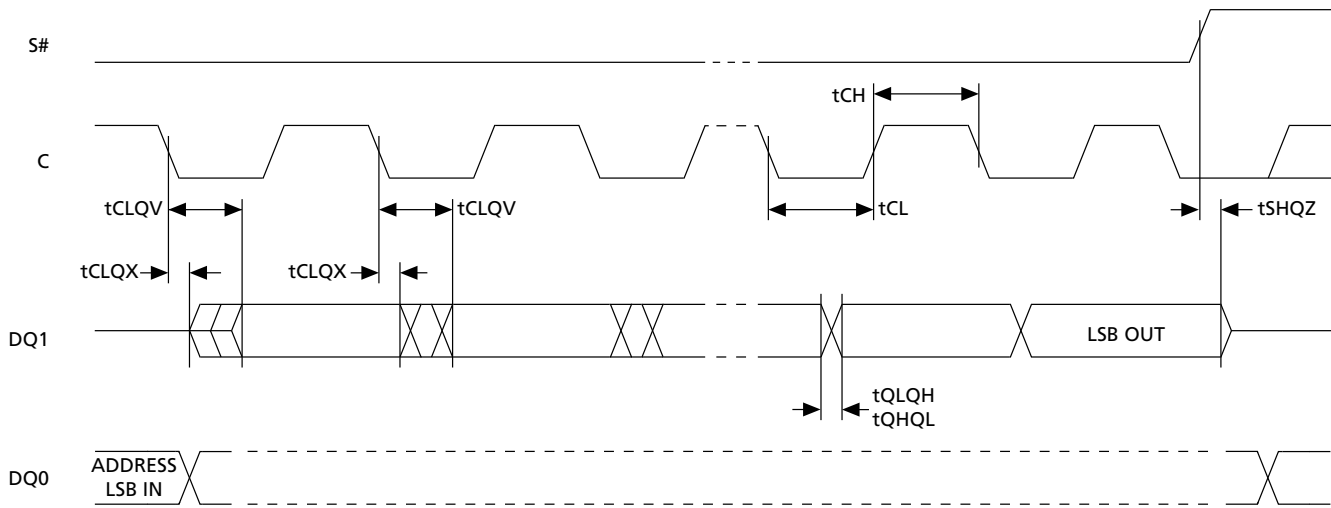 S#
tCH
C
tCLQV
tCLQV
tCL
tSHQZ
tCLQX
tCLQX
DQ1
LSB OUT
tQLQH
tQHQL
DQ0
ADDRESS
LSB IN